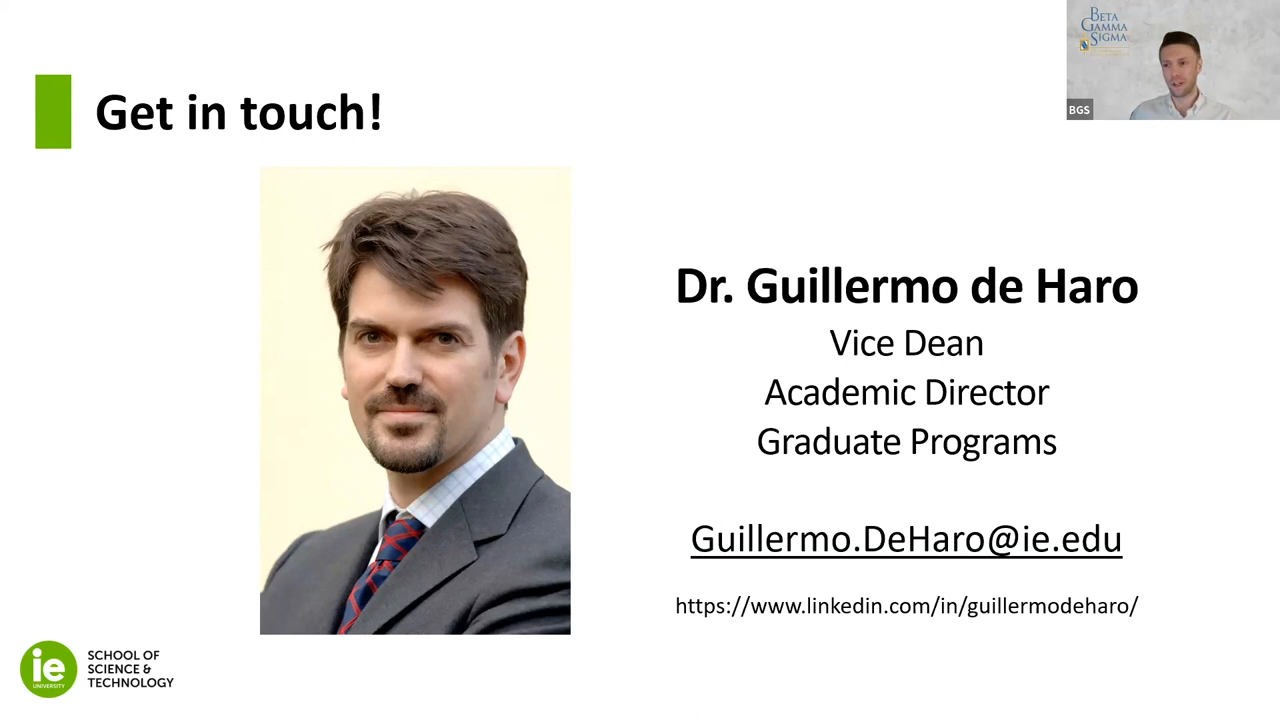 BETA
GAMMA
SIGMA
BGS
Get in touch!
Dr. Guillermo de Haro
Vice Dean
Academic Director
Graduate Programs
Guillermo.DeHaro@ie.edu
https://www.linkedin.com/in/guillermodeharo/
ie
UNIVERSITY
SCHOOL OF
SCIENCE &
TECHNOLOGY